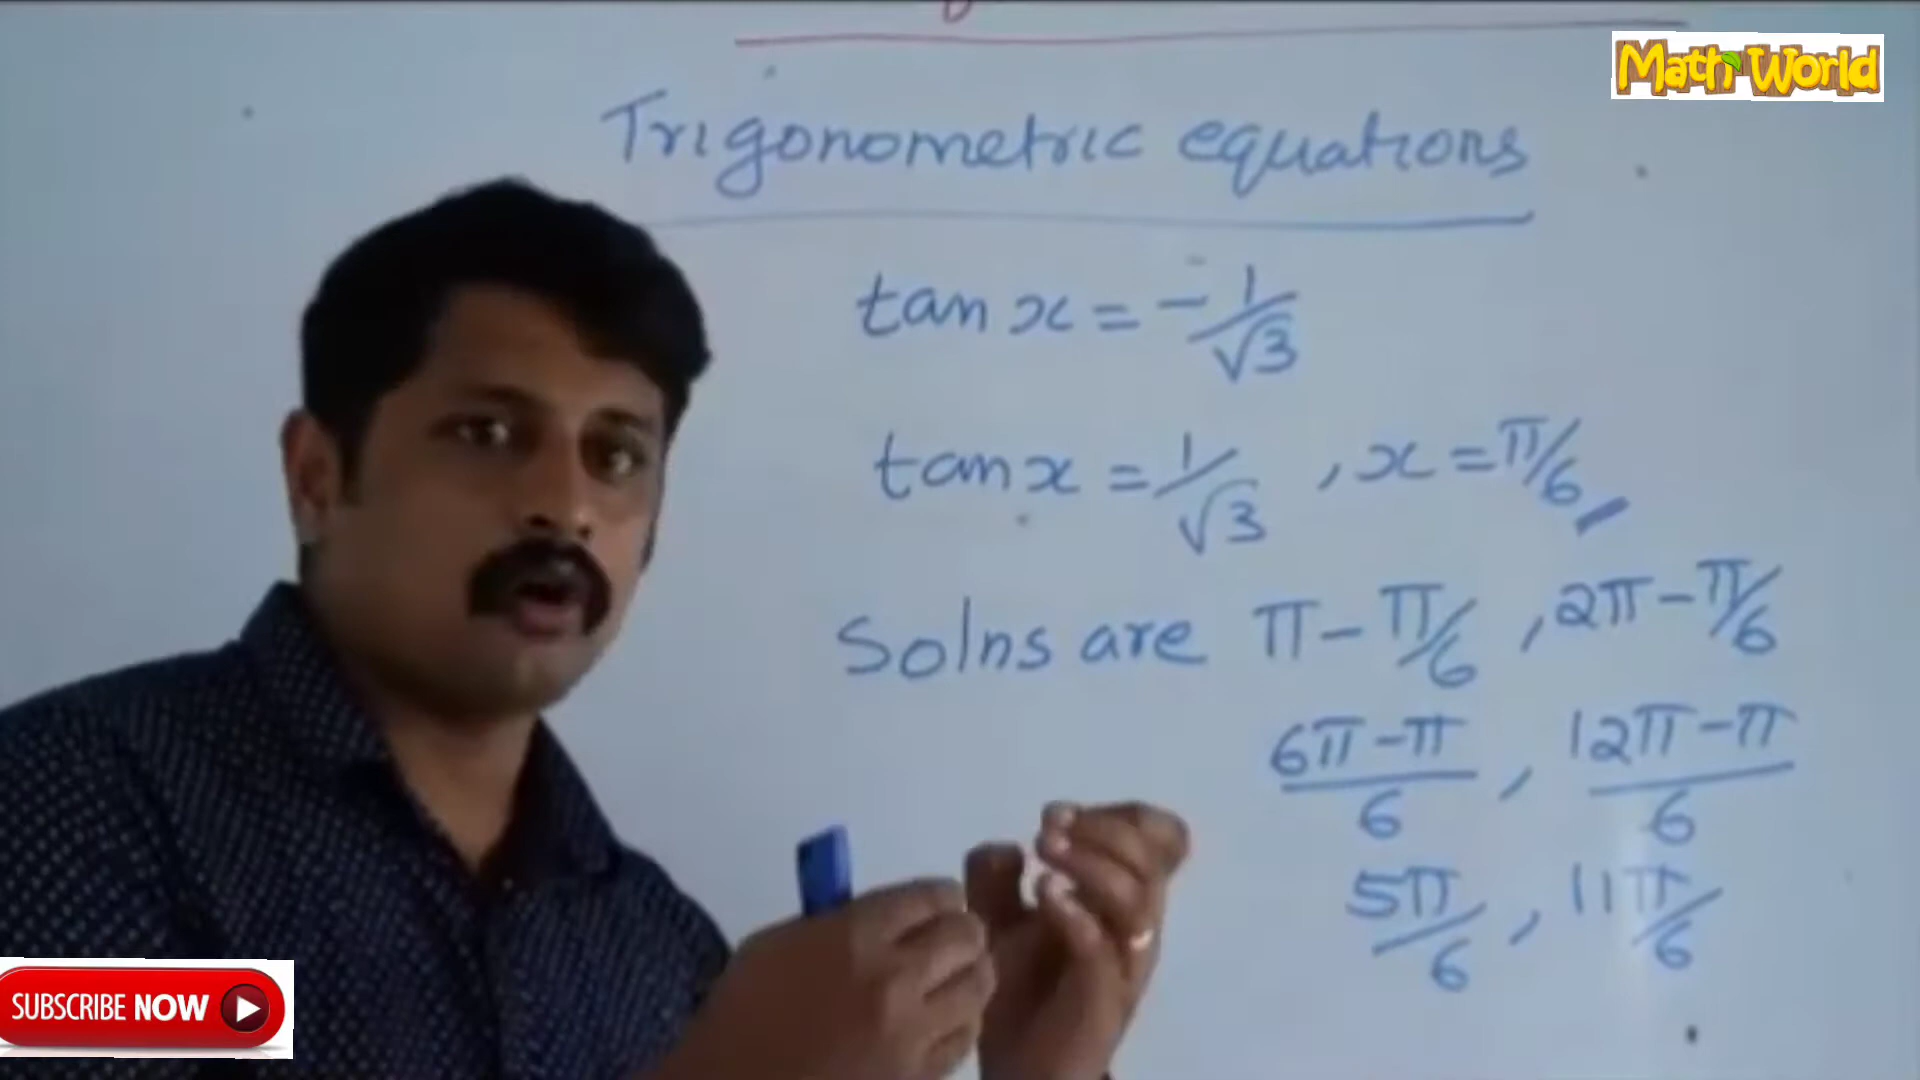 Math World
Trigonometric equations
tan x = -1/√3
tan x = 1/√3 , x = π/6
Solns are π - π/6 , 2π - π/6
6π-π/6 , 12π-π/6
5π/6 , 11π/6
SUBSCRIBE NOW